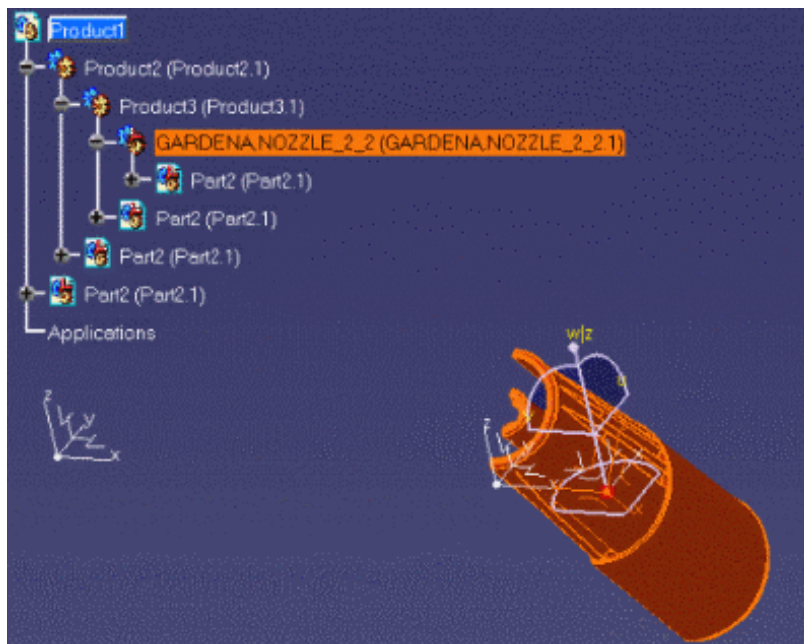 Product1
Product2 (Product2.1)
Product3 (Product3.1)
GARDENA,NOZZLE_2_2 (GARDENA,NOZZLE_2_2.1)
Part2 (Part2.1)
Part2 (Part2.1)
Part2 (Part2.1)
Part2 (Part2.1)
Applications
w|z
u
z
y
x
z
x